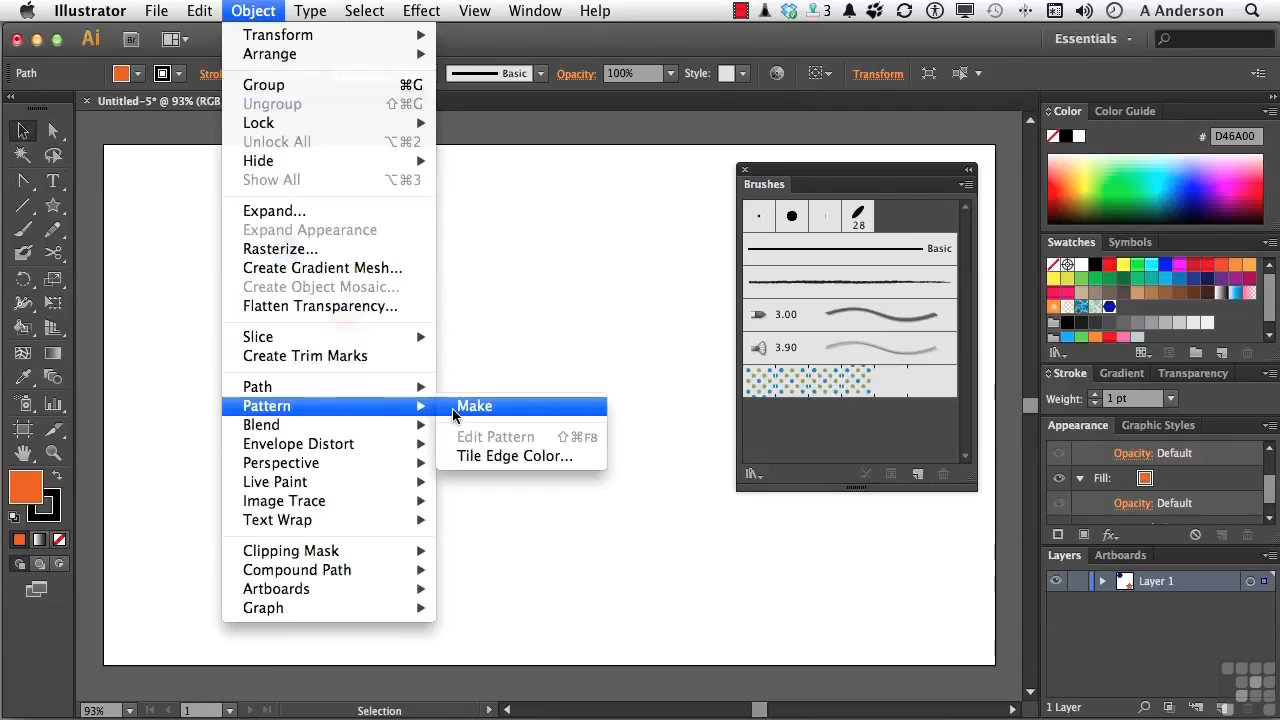 Illustrator File Edit Object Type Select Effect View Window Help 3 A Anderson
Ai Br Essentials
Path Basic Opacity: 100% Style: Transform
Untitled-5* @ 93% (RGB
Transform
Arrange
Group ⌘G
Ungroup ⇧⌘G
Lock
Unlock All ⌥⌘2
Hide
Show All ⌥⌘3
Expand...
Expand Appearance
Rasterize...
Create Gradient Mesh...
Create Object Mosaic...
Flatten Transparency...
Slice
Create Trim Marks
Path
Pattern
Blend
Envelope Distort
Perspective
Live Paint
Image Trace
Text Wrap
Clipping Mask
Compound Path
Artboards
Graph
Make
Edit Pattern ⇧⌘F8
Tile Edge Color...
Brushes
28
Basic
3.00
3.90
Color Color Guide
# D46A00
Swatches Symbols
Stroke Gradient Transparency
Weight: 1 pt
Appearance Graphic Styles
Opacity: Default
Fill:
Opacity: Default
fx
Layers Artboards
Layer 1
1 Layer
93% 1 Selection